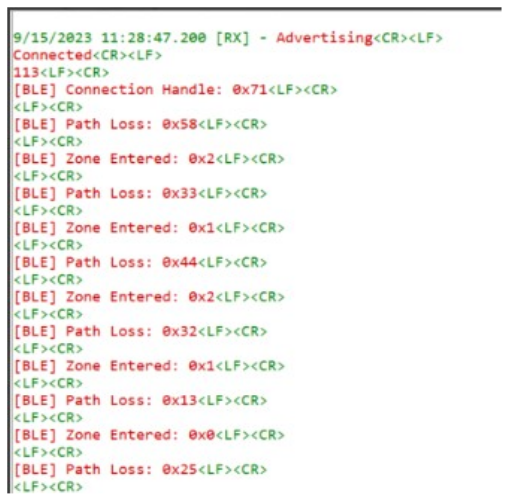 9/15/2023 11:28:47.200 [RX] - Advertising<CR><LF>
Connected<CR><LF>
113<LF><CR>
[BLE] Connection Handle: 0x71<LF><CR>
<LF><CR>
[BLE] Path Loss: 0x58<LF><CR>
<LF><CR>
[BLE] Zone Entered: 0x2<LF><CR>
<LF><CR>
[BLE] Path Loss: 0x33<LF><CR>
<LF><CR>
[BLE] Zone Entered: 0x1<LF><CR>
<LF><CR>
[BLE] Path Loss: 0x44<LF><CR>
<LF><CR>
[BLE] Zone Entered: 0x2<LF><CR>
<LF><CR>
[BLE] Path Loss: 0x32<LF><CR>
<LF><CR>
[BLE] Zone Entered: 0x1<LF><CR>
<LF><CR>
[BLE] Path Loss: 0x13<LF><CR>
<LF><CR>
[BLE] Zone Entered: 0x0<LF><CR>
<LF><CR>
[BLE] Path Loss: 0x25<LF><CR>
<LF><CR>